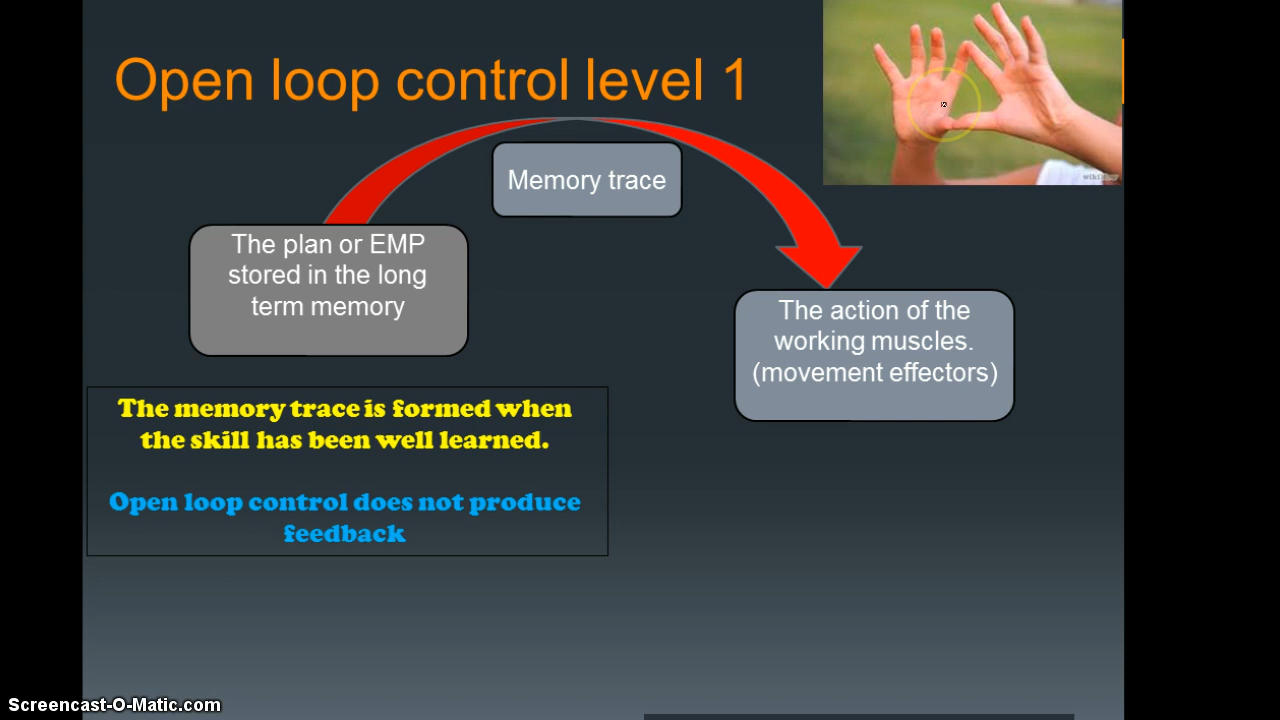 Open loop control level 1
Memory trace
The plan or EMP
stored in the long
term memory
The action of the
working muscles.
(movement effectors)
The memory trace is formed when
the skill has been well learned.
Open loop control does not produce
feedback
Screencast-O-Matic.com